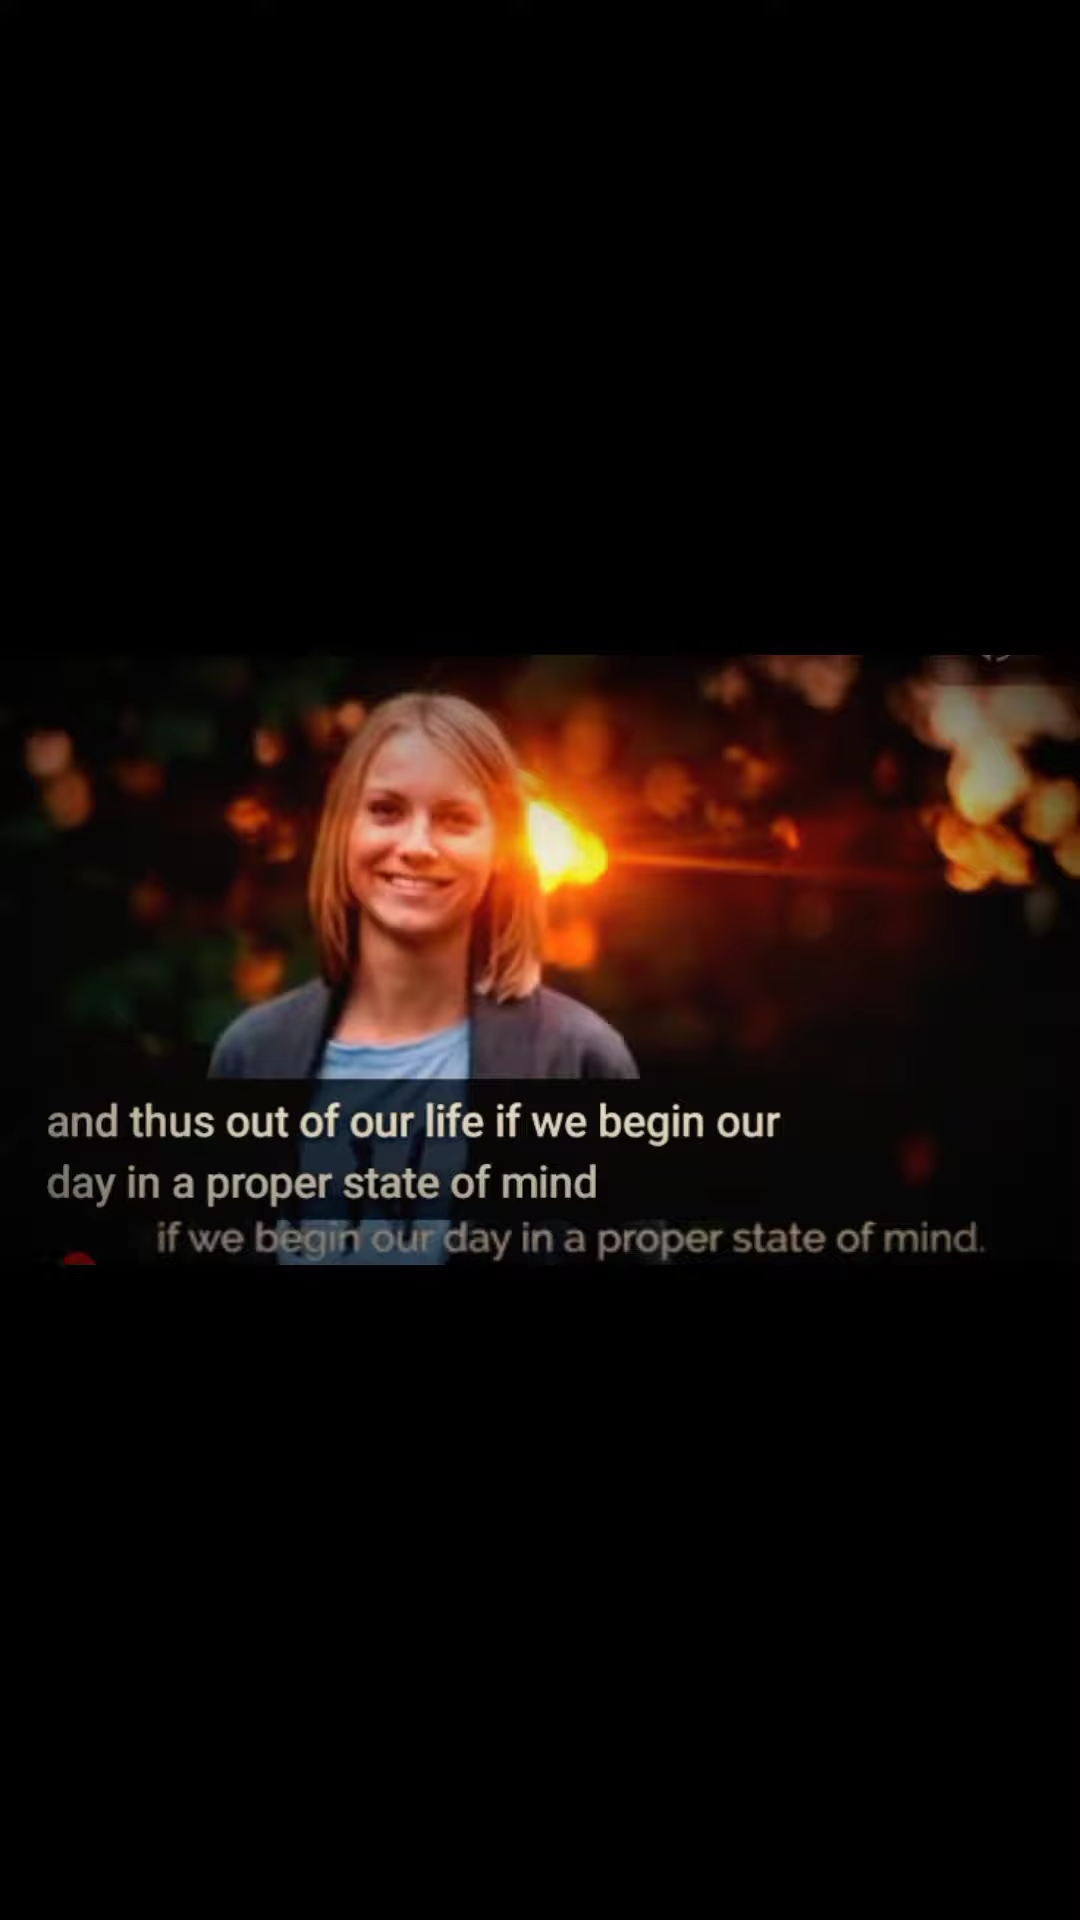 and thus out of our life if we begin our
day in a proper state of mind
if we begin our day in a proper state of mind.